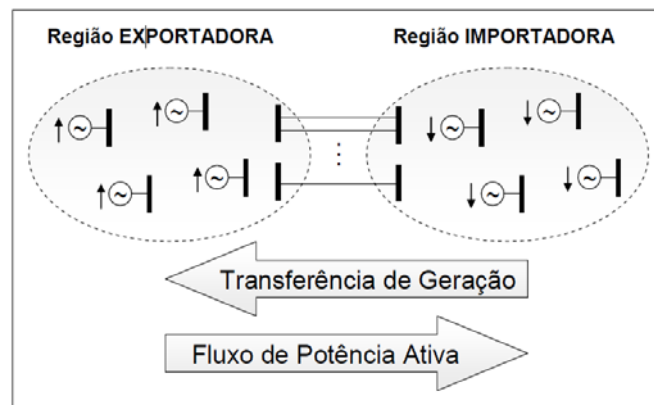 Região EXPORTADORA
Região IMPORTADORA
Transferência de Geração
Fluxo de Potência Ativa